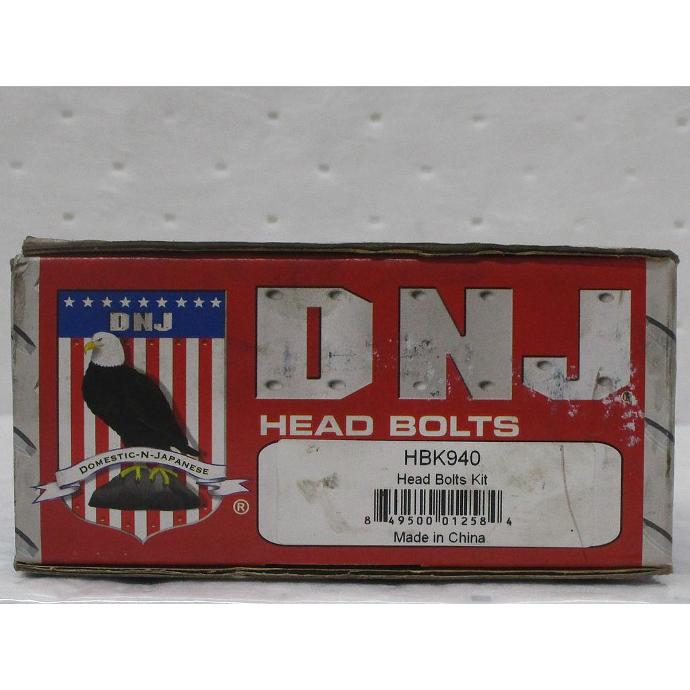 DNJ
DOMESTIC-N-JAPANESE
®
DNJ
HEAD BOLTS
HBK940
Head Bolts Kit
8 49500 01258 4
Made in China